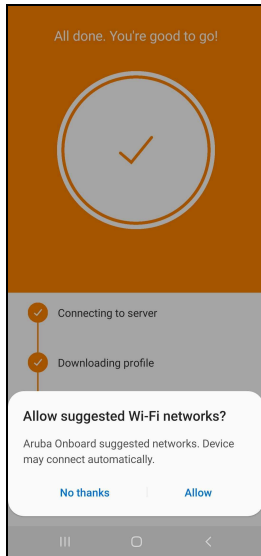 All done. You're good to go!
Connecting to server
Downloading profile
Allow suggested Wi-Fi networks?
Aruba Onboard suggested networks. Device
may connect automatically.
No thanks
Allow